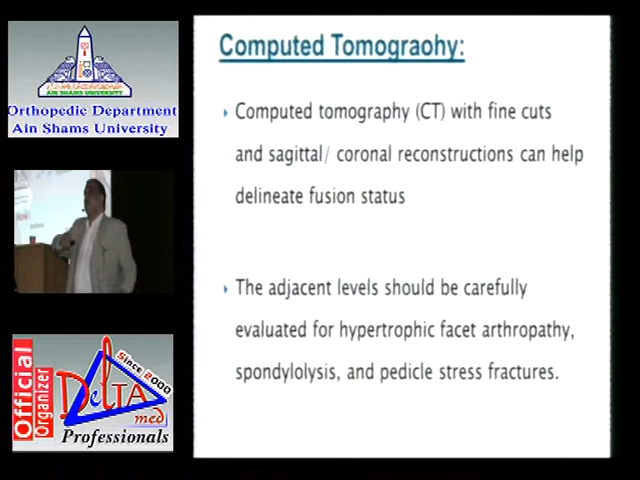 AIN SHAMS UNIVERSITY
Orthopedic Department
Ain Shams University
Official
Organizer
Since 2000
DeltA
med
Professionals
Computed Tomograohy:
Computed tomography (CT) with fine cuts
and sagittal/ coronal reconstructions can help
delineate fusion status
The adjacent levels should be carefully
evaluated for hypertrophic facet arthropathy,
spondylolysis, and pedicle stress fractures.